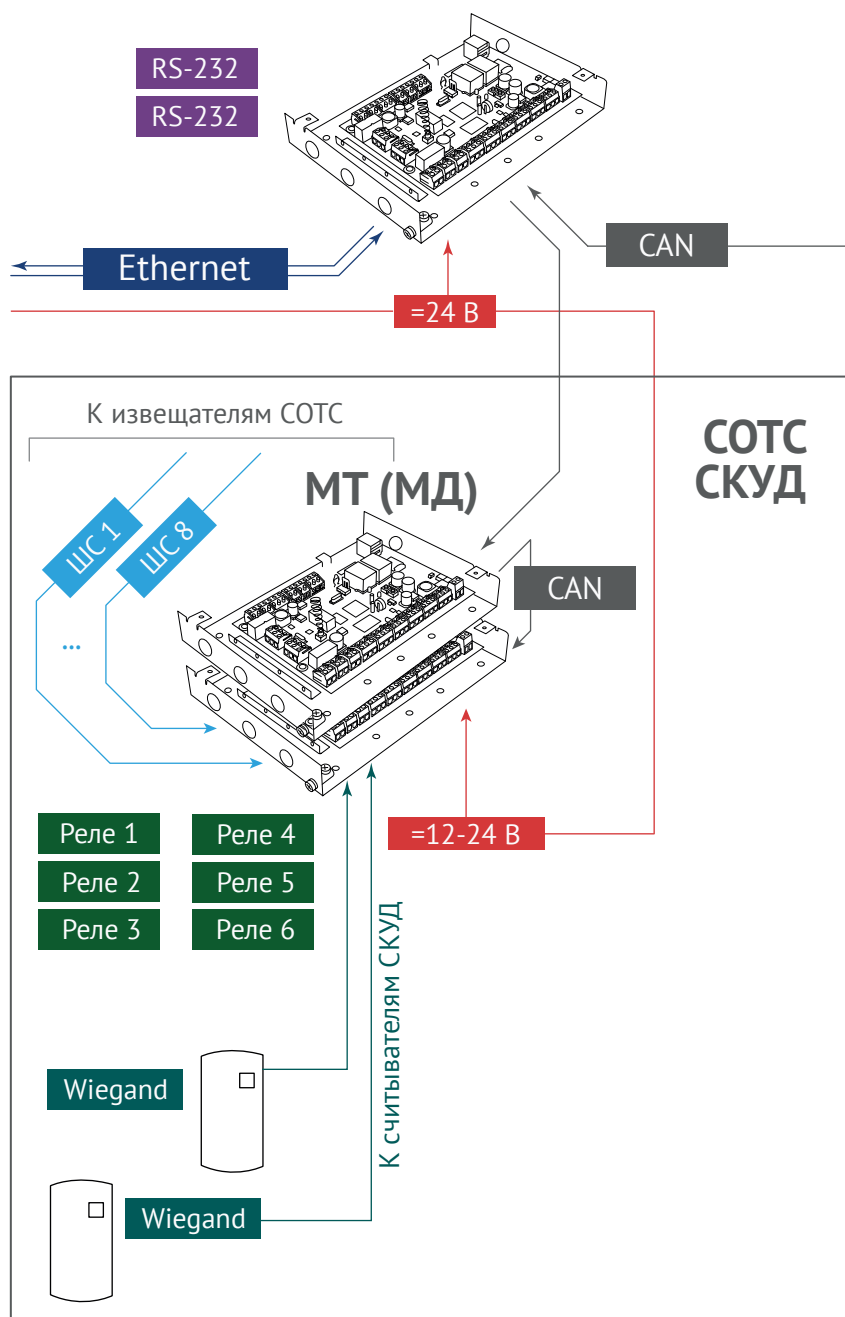 RS-232
RS-232
CAN
Ethernet
=24 В
К извещателям СОТС
СОТС
СКУД
МТ (МД)
ШС 1
ШС 8
CAN
...
Реле 1
Реле 4
=12-24 В
Реле 2
Реле 5
Реле 3
Реле 6
К считывателям СКУД
Wiegand
Wiegand